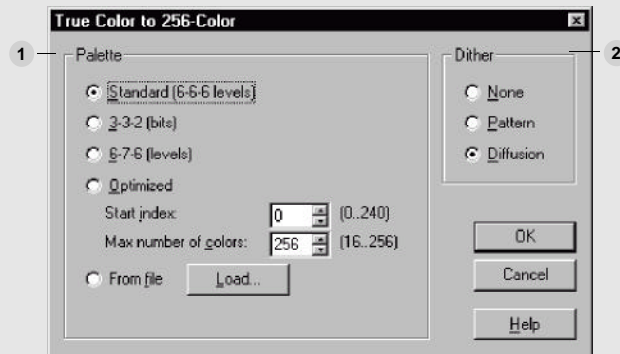 True Color to 256-Color
1
Palette
Standard (6-6-6 levels)
3-3-2 (bits)
6-7-6 (levels)
Optimized
Start index: 0 (0..240)
Max number of colors: 256 (16..256)
From file Load...
2
Dither
None
Pattern
Diffusion
OK
Cancel
Help